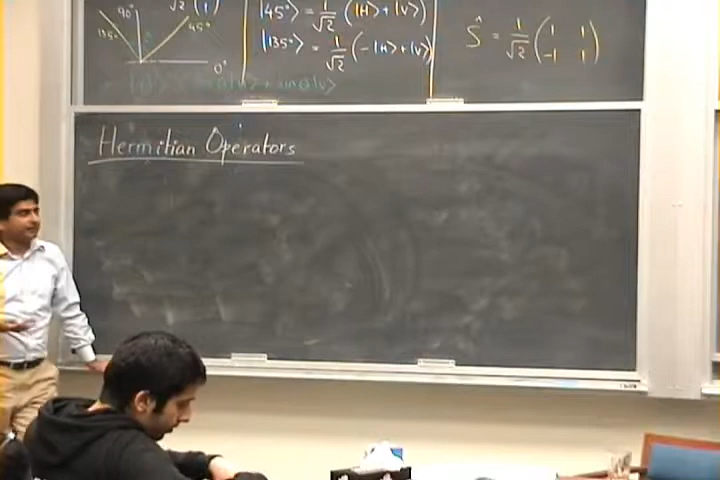 90°
135°
45°
0°
|45°⟩ = 1/√2 (|H⟩ + |V⟩)
|135°⟩ = 1/√2 (-|H⟩ + |V⟩)
Ŝ = 1/√2 (1 1
-1 1)
Hermitian Operators